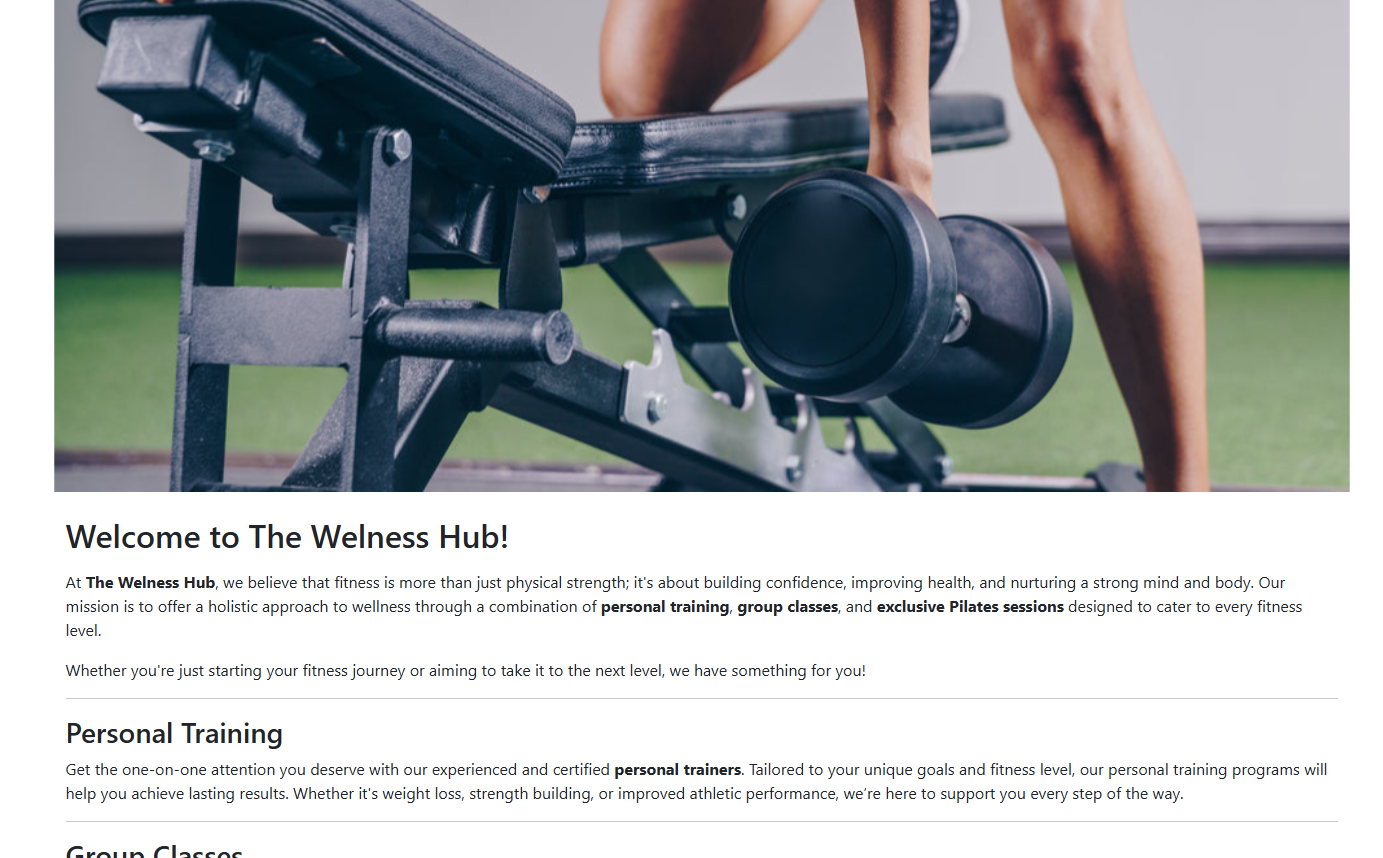 Welcome to The Welness Hub!
At The Welness Hub, we believe that fitness is more than just physical strength; it's about building confidence, improving health, and nurturing a strong mind and body. Our
mission is to offer a holistic approach to wellness through a combination of personal training, group classes, and exclusive Pilates sessions designed to cater to every fitness
level.
Whether you're just starting your fitness journey or aiming to take it to the next level, we have something for you!
Personal Training
Get the one-on-one attention you deserve with our experienced and certified personal trainers. Tailored to your unique goals and fitness level, our personal training programs will
help you achieve lasting results. Whether it's weight loss, strength building, or improved athletic performance, we’re here to support you every step of the way.
Group Classes